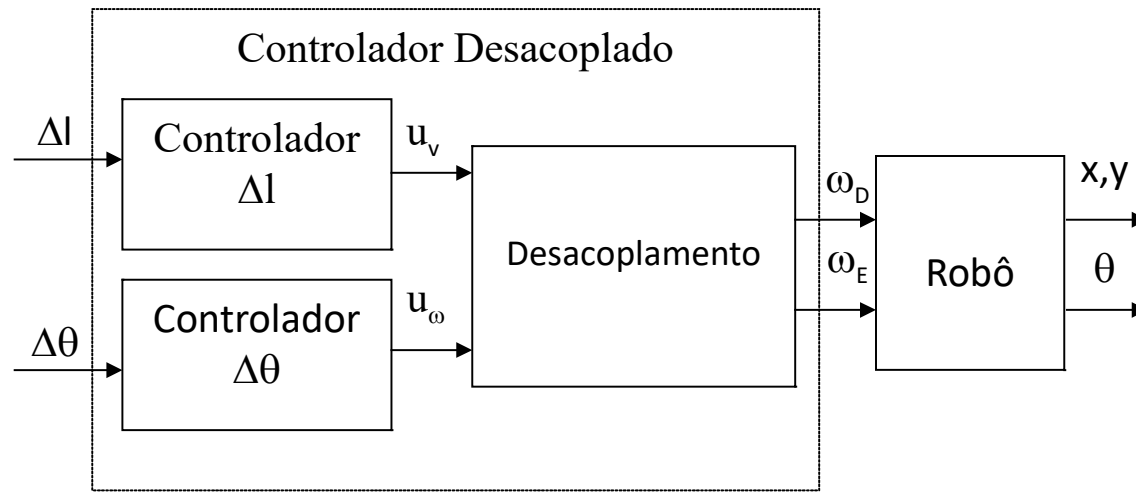 Controlador Desacoplado
Δl
Controlador
Δl
u_v
Δθ
Controlador
Δθ
u_ω
Desacoplamento
ω_D
ω_E
Robô
x,y
θ